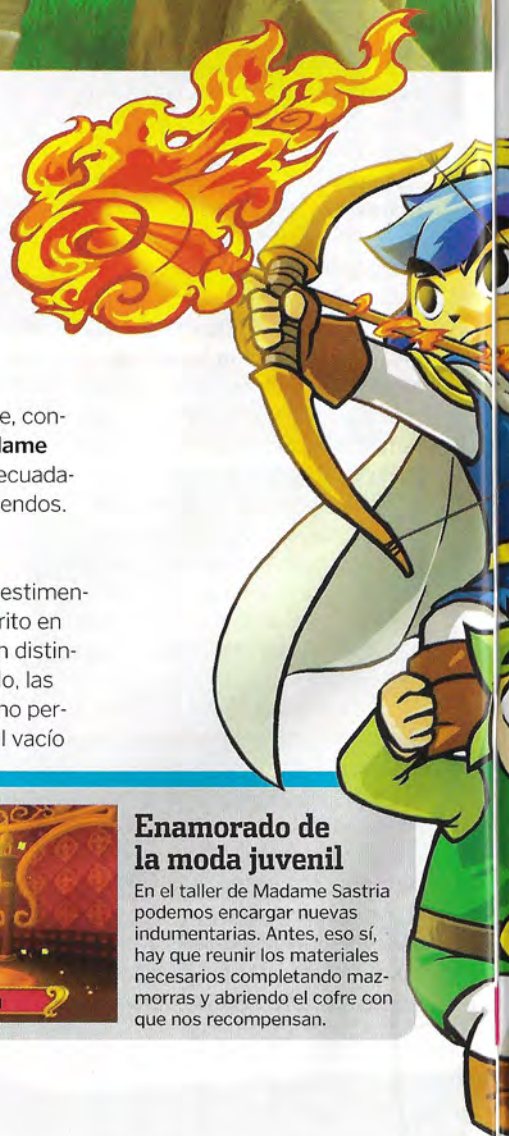 e, con-
lame
ecuada-
endos.
estimen-
rito en
n distin-
lo, las
no per-
l vacío
Enamorado de
la moda juvenil
En el taller de Madame Sastria
podemos encargar nuevas
indumentarias. Antes, eso sí,
hay que reunir los materiales
necesarios completando maz-
morras y abriendo el cofre con
que nos recompensan.